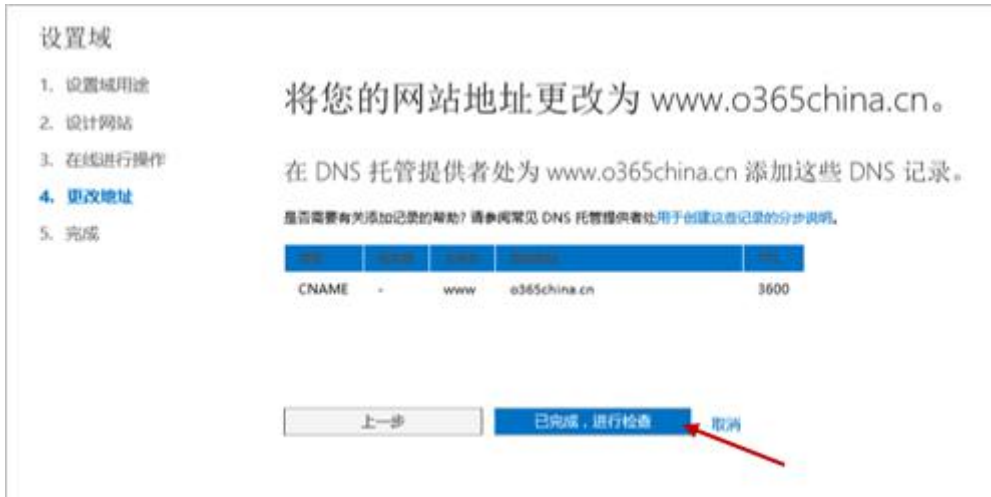 设置域
1. 设置域用途
2. 设计网站
3. 在线进行操作
4. 更改地址
5. 完成
将您的网站地址更改为 www.o365china.cn。
在 DNS 托管提供者处为 www.o365china.cn 添加这些 DNS 记录。
是否需要有关添加记录的帮助? 请参阅常见 DNS 托管提供者处用于创建这些记录的分步说明。
CNAME - www o365china.cn 3600
上一步 已完成，进行检查 取消